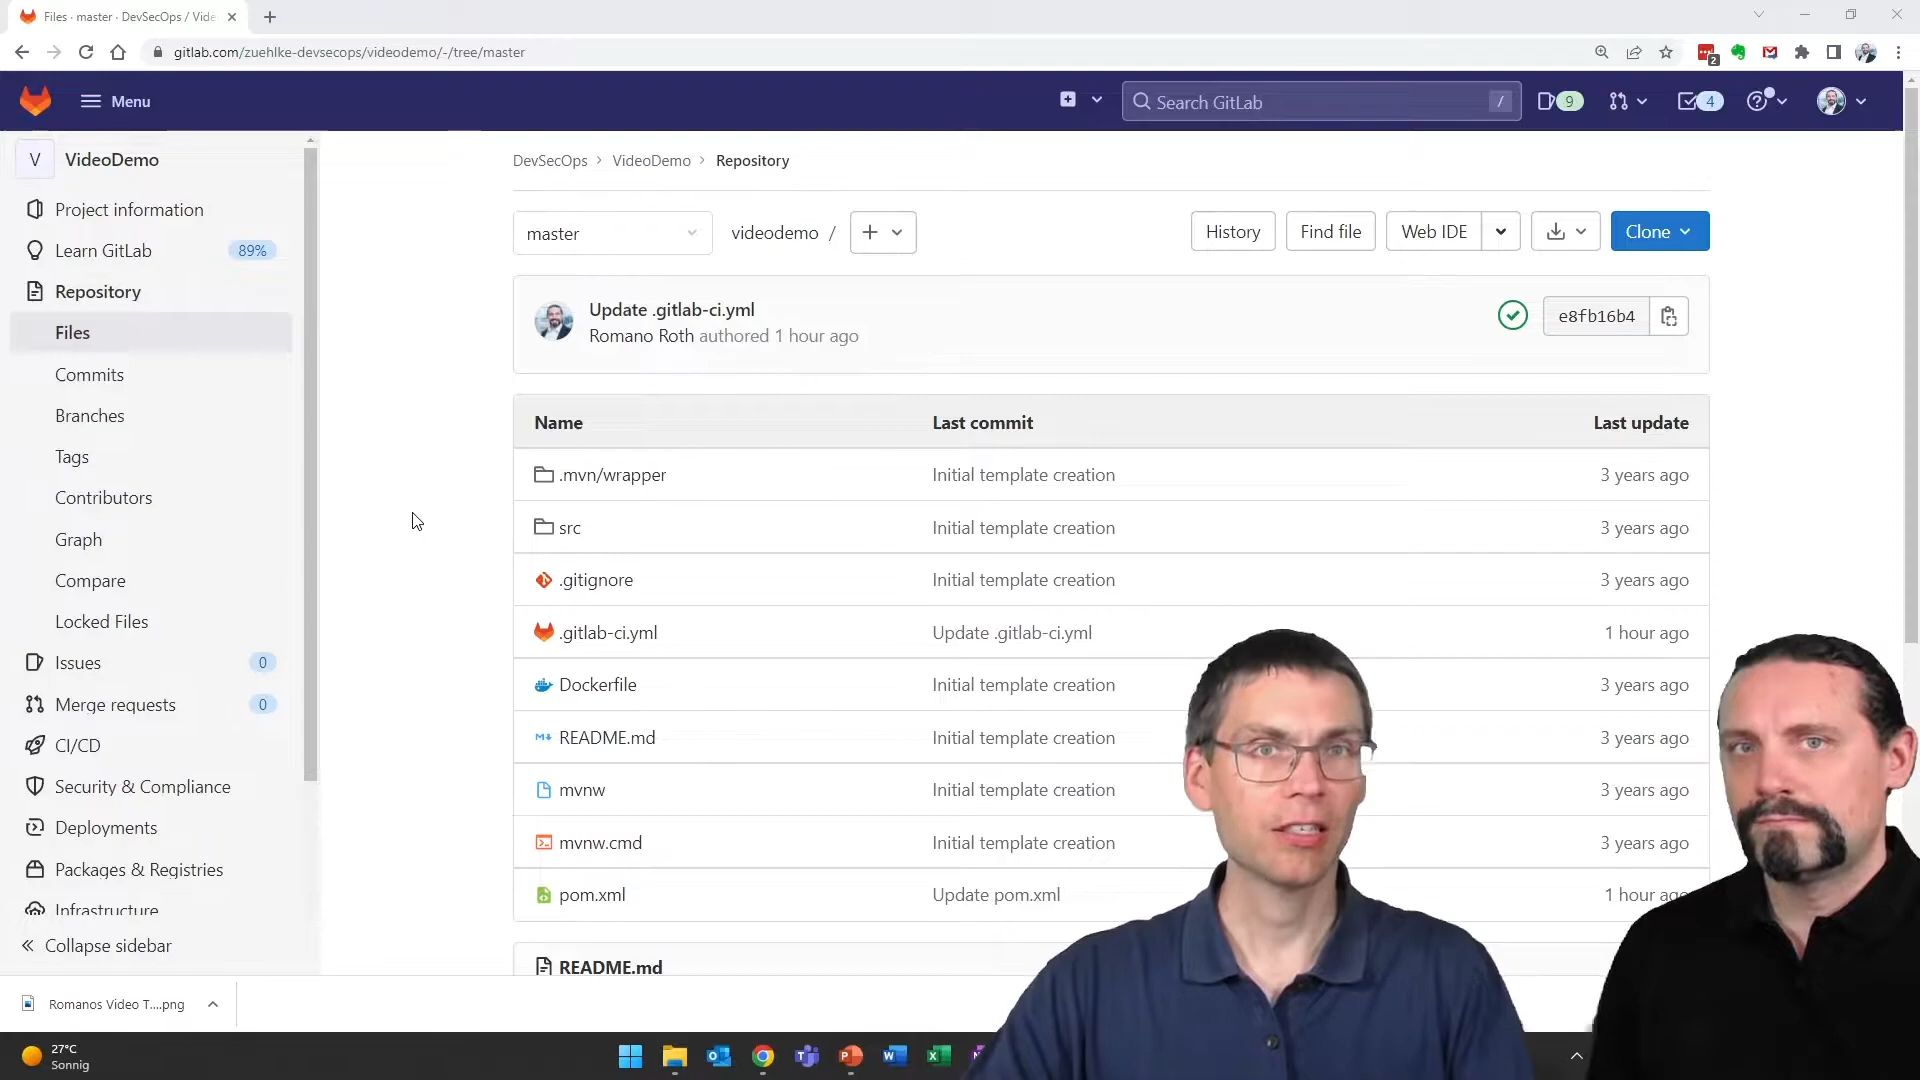 Files · master · DevSecOps / Vide
gitlab.com/zuehlke-devsecops/videodemo/-/tree/master
2
Menu
Search GitLab
/
9
4
V VideoDemo
Project information
Learn GitLab 89%
Repository
Files
Commits
Branches
Tags
Contributors
Graph
Compare
Locked Files
Issues 0
Merge requests 0
CI/CD
Security & Compliance
Deployments
Packages & Registries
Infrastructure
Collapse sidebar
DevSecOps › VideoDemo › Repository
master videodemo / + History Find file Web IDE Clone
Update .gitlab-ci.yml
Romano Roth authored 1 hour ago
e8fb16b4
Name Last commit Last update
.mvn/wrapper Initial template creation 3 years ago
src Initial template creation 3 years ago
.gitignore Initial template creation 3 years ago
.gitlab-ci.yml Update .gitlab-ci.yml 1 hour ago
Dockerfile Initial template creation 3 years ago
README.md Initial template creation 3 years ago
mvnw Initial template creation 3 years ago
mvnw.cmd Initial template creation 3 years ago
pom.xml Update pom.xml 1 hour ago
README.md
Romanos Video T....png
27°C
Sonnig